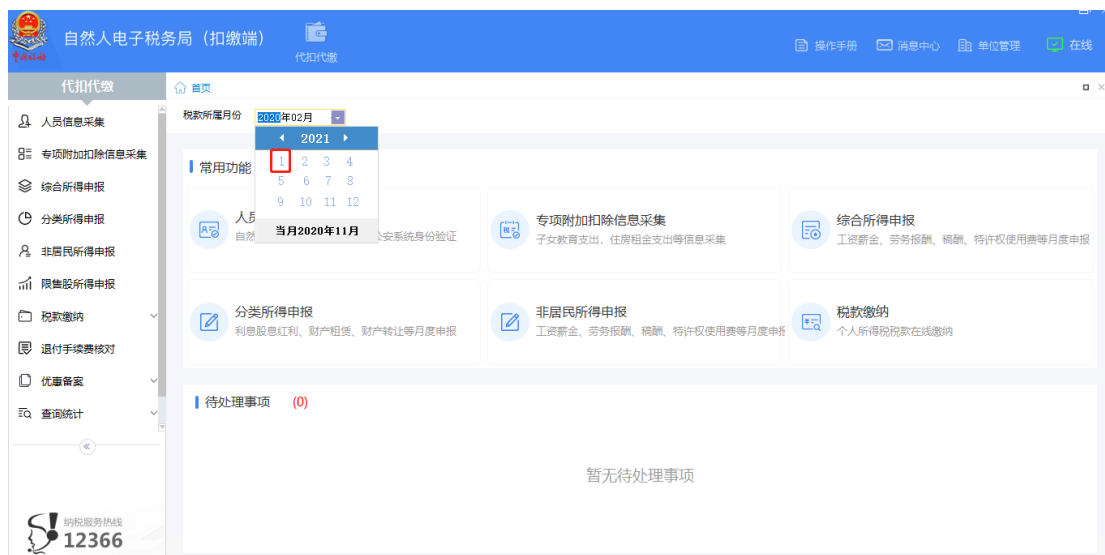 自然人电子税务局（扣缴端）
代扣代缴
操作手册
消息中心
单位管理
在线
代扣代缴
人员信息采集
专项附加扣除信息采集
综合所得申报
分类所得申报
非居民所得申报
限售股所得申报
税款缴纳
退付手续费核对
优惠备案
查询统计
纳税服务热线
12366
首页
税款所属月份 2020年02月
2021
1 2 3 4
5 6 7 8
9 10 11 12
当月2020年11月
常用功能
人员
自然 公安系统身份验证
专项附加扣除信息采集
子女教育支出，住房租金支出等信息采集
综合所得申报
工资薪金、劳务报酬、稿酬、特许权使用费等月度申报
分类所得申报
利息股息红利、财产租赁、财产转让等月度申报
非居民所得申报
工资薪金、劳务报酬、稿酬、特许权使用费等月度申报
税款缴纳
个人所得税税款在线缴纳
待处理事项 (0)
暂无待处理事项